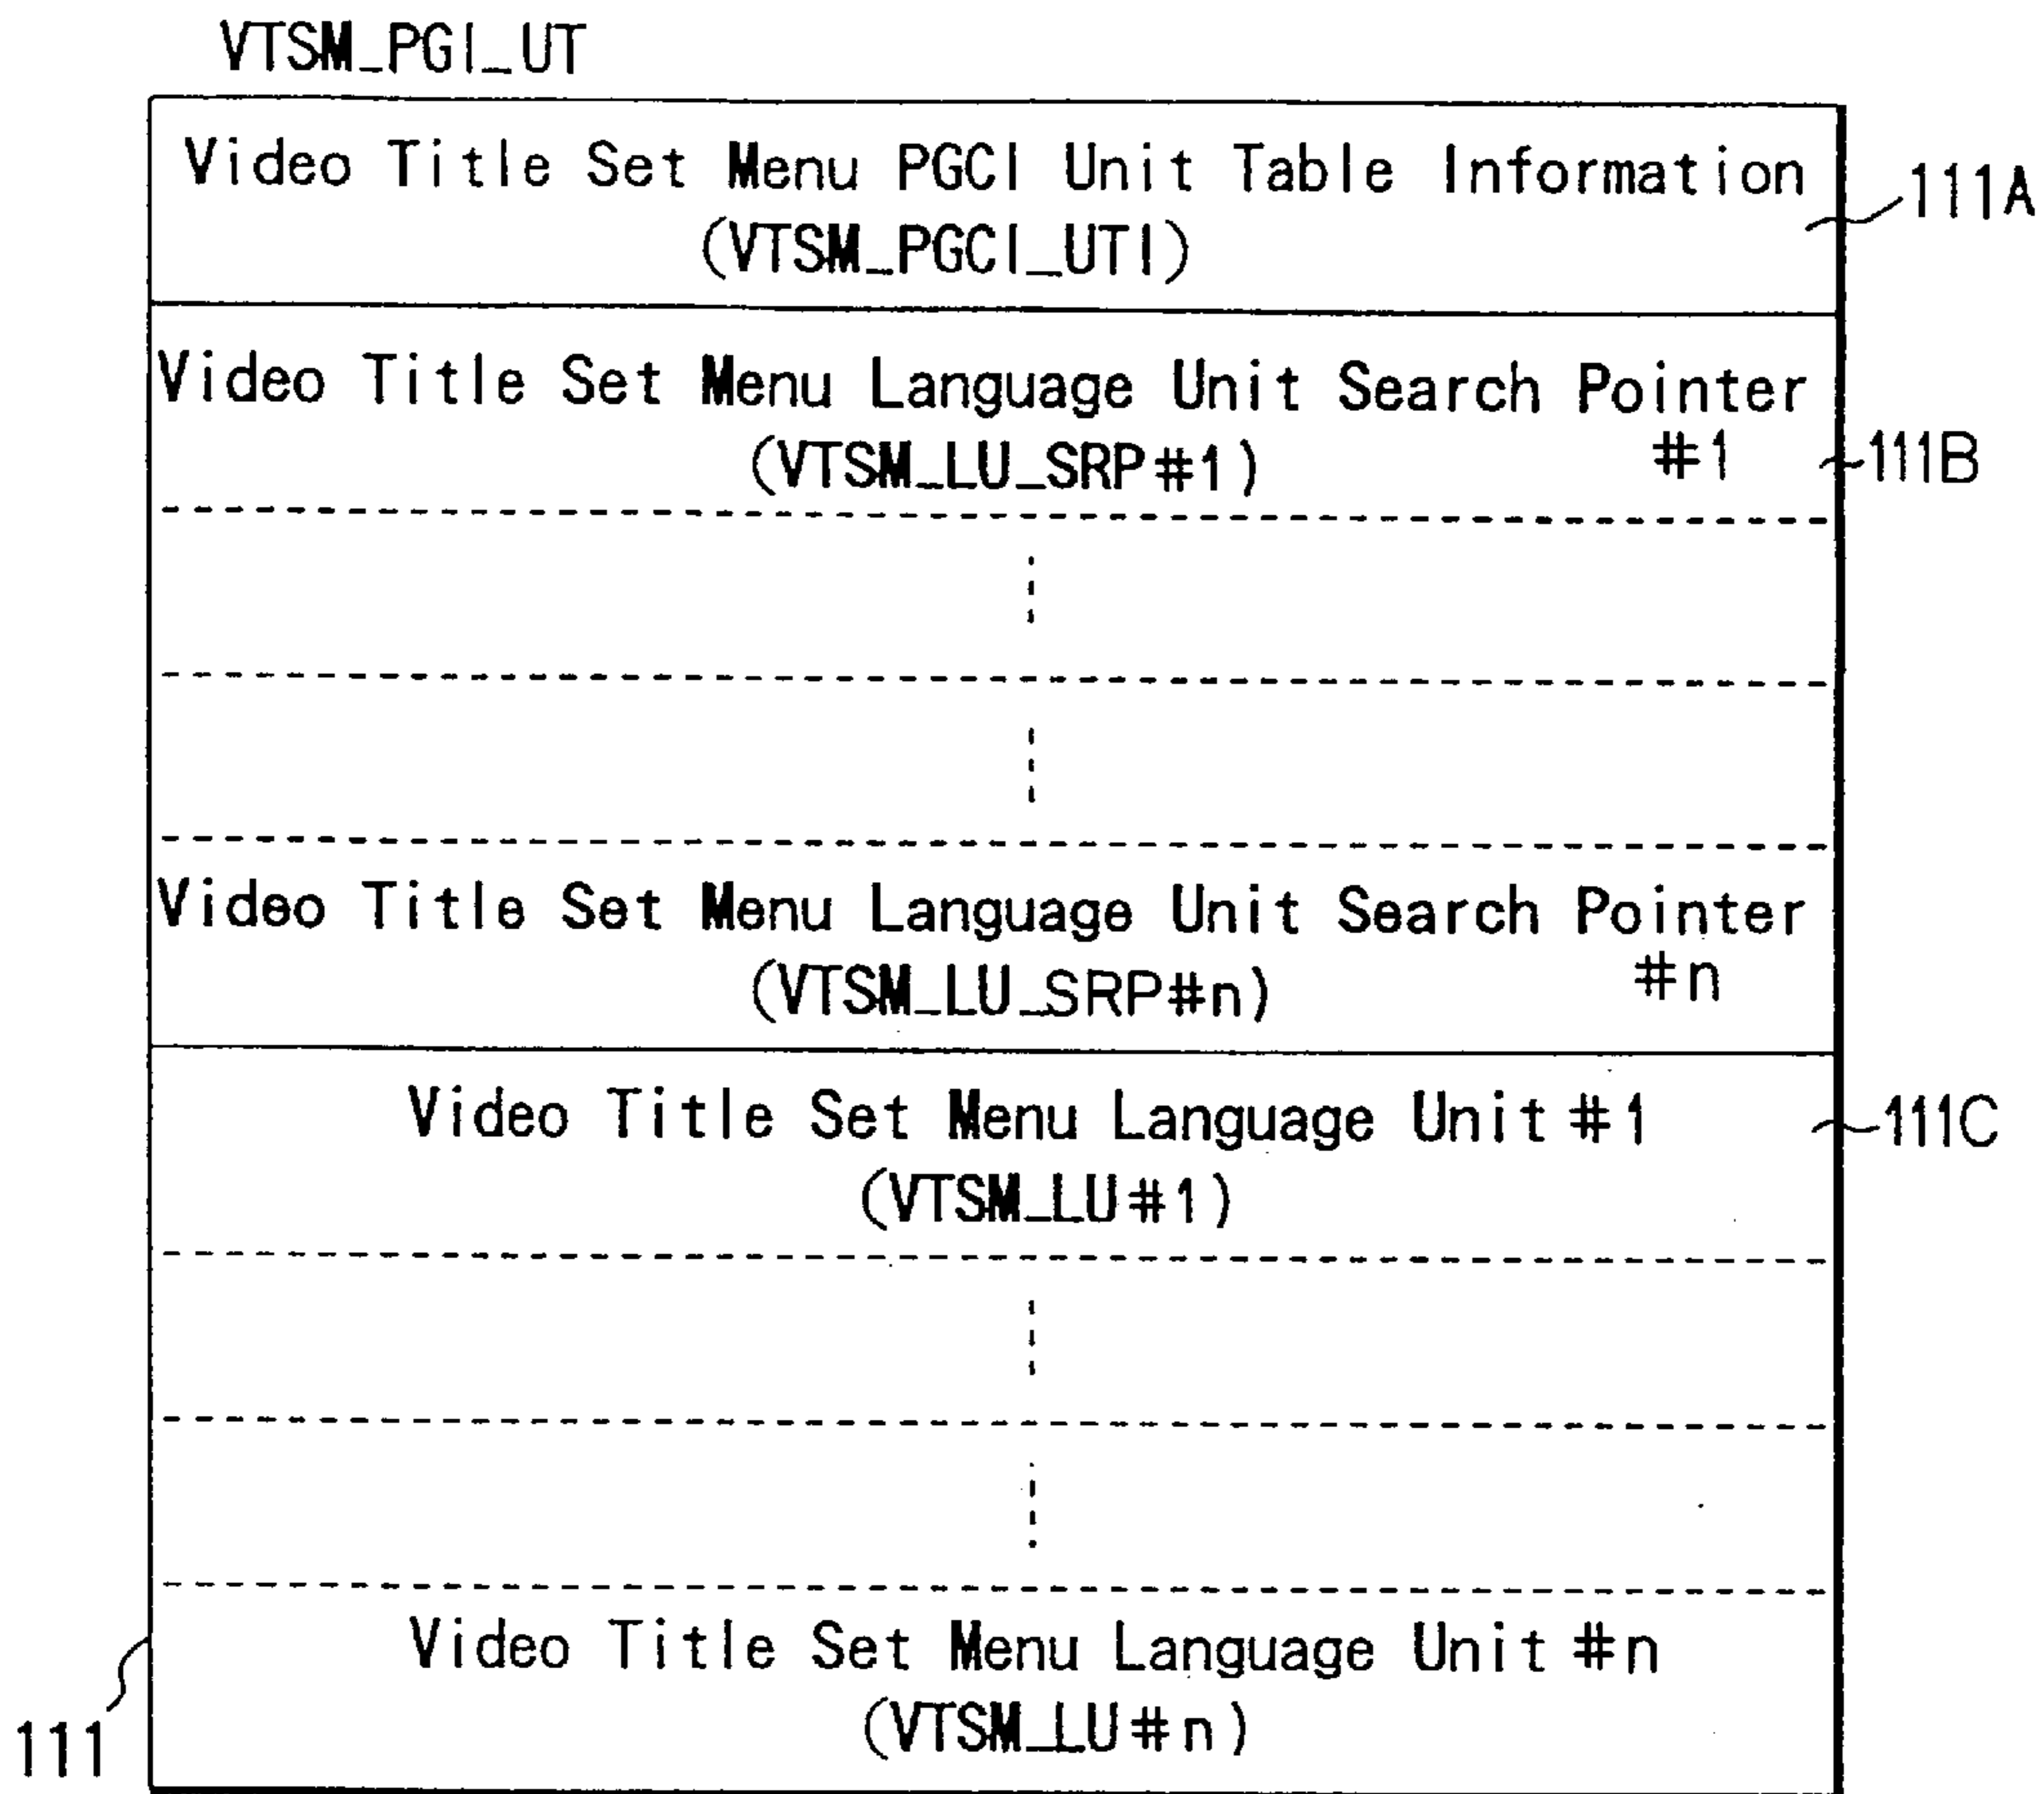 VTSM_PGI_UT
Video Title Set Menu PGCI Unit Table Information
(VTSM_PGCI_UTI)
111A
Video Title Set Menu Language Unit Search Pointer
#1
(VTSM_LU_SRP#1)
111B
Video Title Set Menu Language Unit Search Pointer
#n
(VTSM_LU_SRP#n)
Video Title Set Menu Language Unit #1
111C
(VTSM_LU#1)
Video Title Set Menu Language Unit #n
(VTSM_LU#n)
111